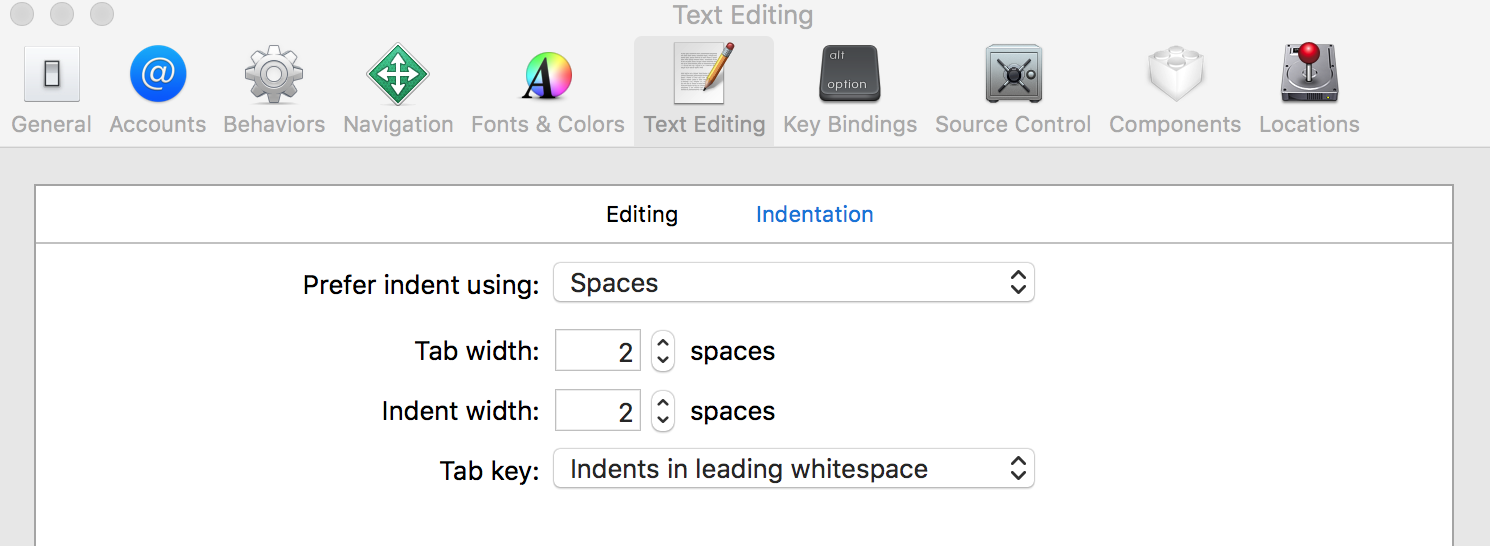 Text Editing
@
A
alt
option
General Accounts Behaviors Navigation Fonts & Colors Text Editing Key Bindings Source Control Components Locations
Editing Indentation
Prefer indent using: Spaces
Tab width: 2 spaces
Indent width: 2 spaces
Tab key: Indents in leading whitespace